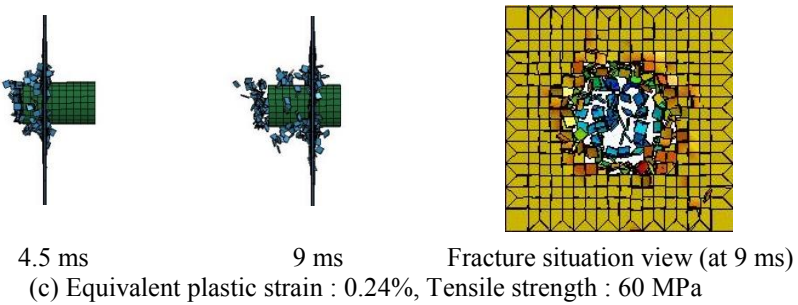 4.5 ms 9 ms Fracture situation view (at 9 ms)
(c) Equivalent plastic strain : 0.24%, Tensile strength : 60 MPa